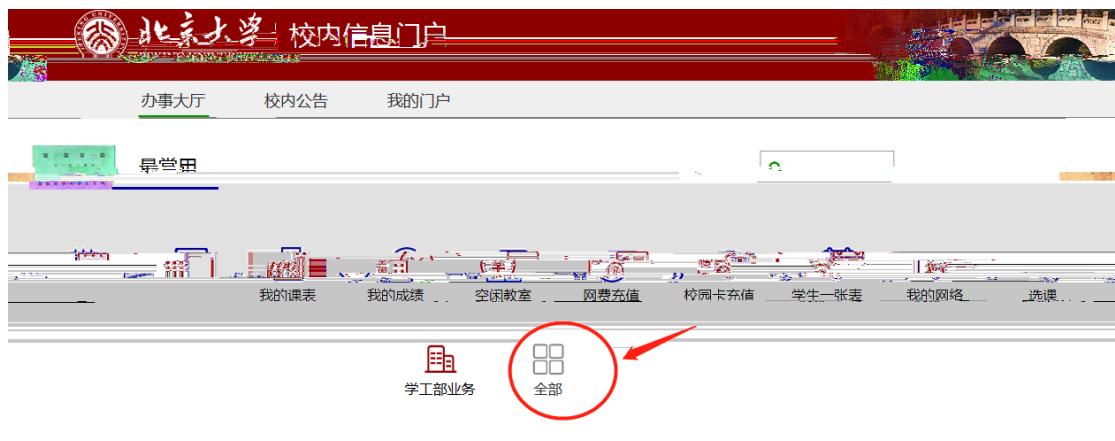 北京大学 校内信息门户
办事大厅 校内公告 我的门户
最常用
我的课表 我的成绩 空闲教室 网费充值 校园卡充值 学生一张表 我的网络 选课
学工部业务 全部